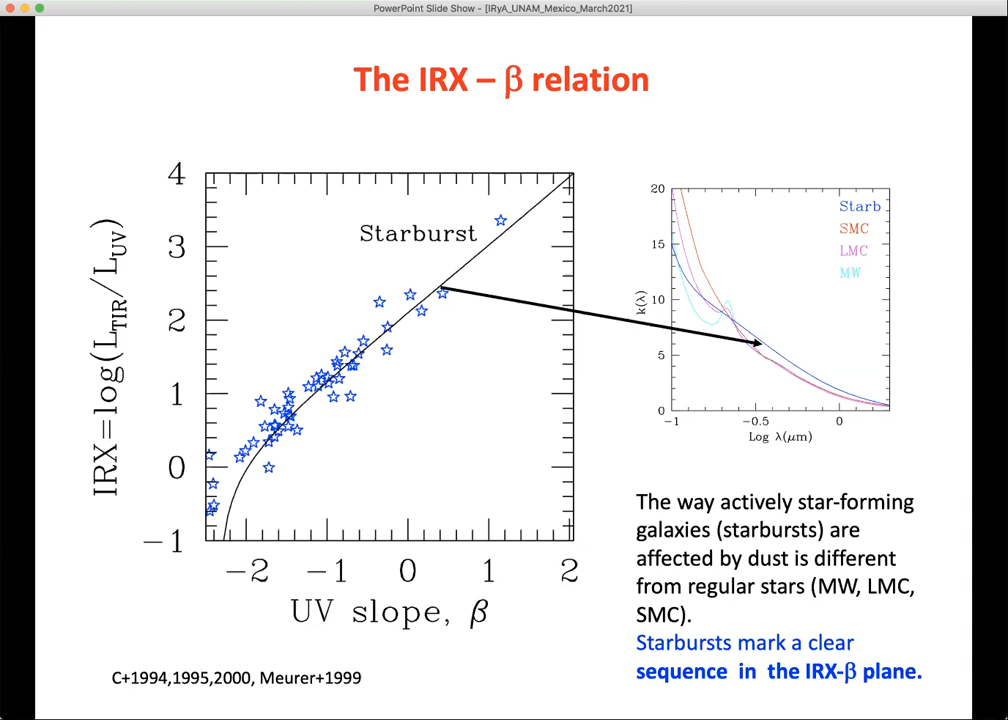 PowerPoint Slide Show - [IRyA_UNAM_Mexico_March2021]
The IRX – β relation
4
3
2
1
0
−1
−2
−1
0
1
2
IRX=log(L_TIR/L_UV)
UV slope, β
Starburst
20
15
10
5
0
−1
−0.5
0
k(λ)
Log λ(μm)
Starb
SMC
LMC
MW
The way actively star-forming
galaxies (starbursts) are
affected by dust is different
from regular stars (MW, LMC,
SMC).
Starbursts mark a clear
sequence in the IRX-β plane.
C+1994,1995,2000, Meurer+1999